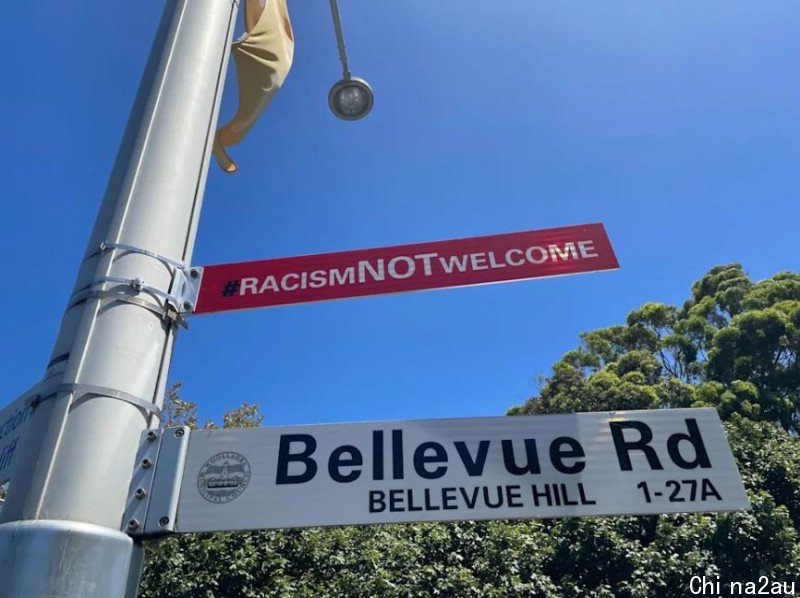 #RACISMNOTWELCOME
Bellevue Rd
BELLEVUE HILL 1-27A
Chi na2au